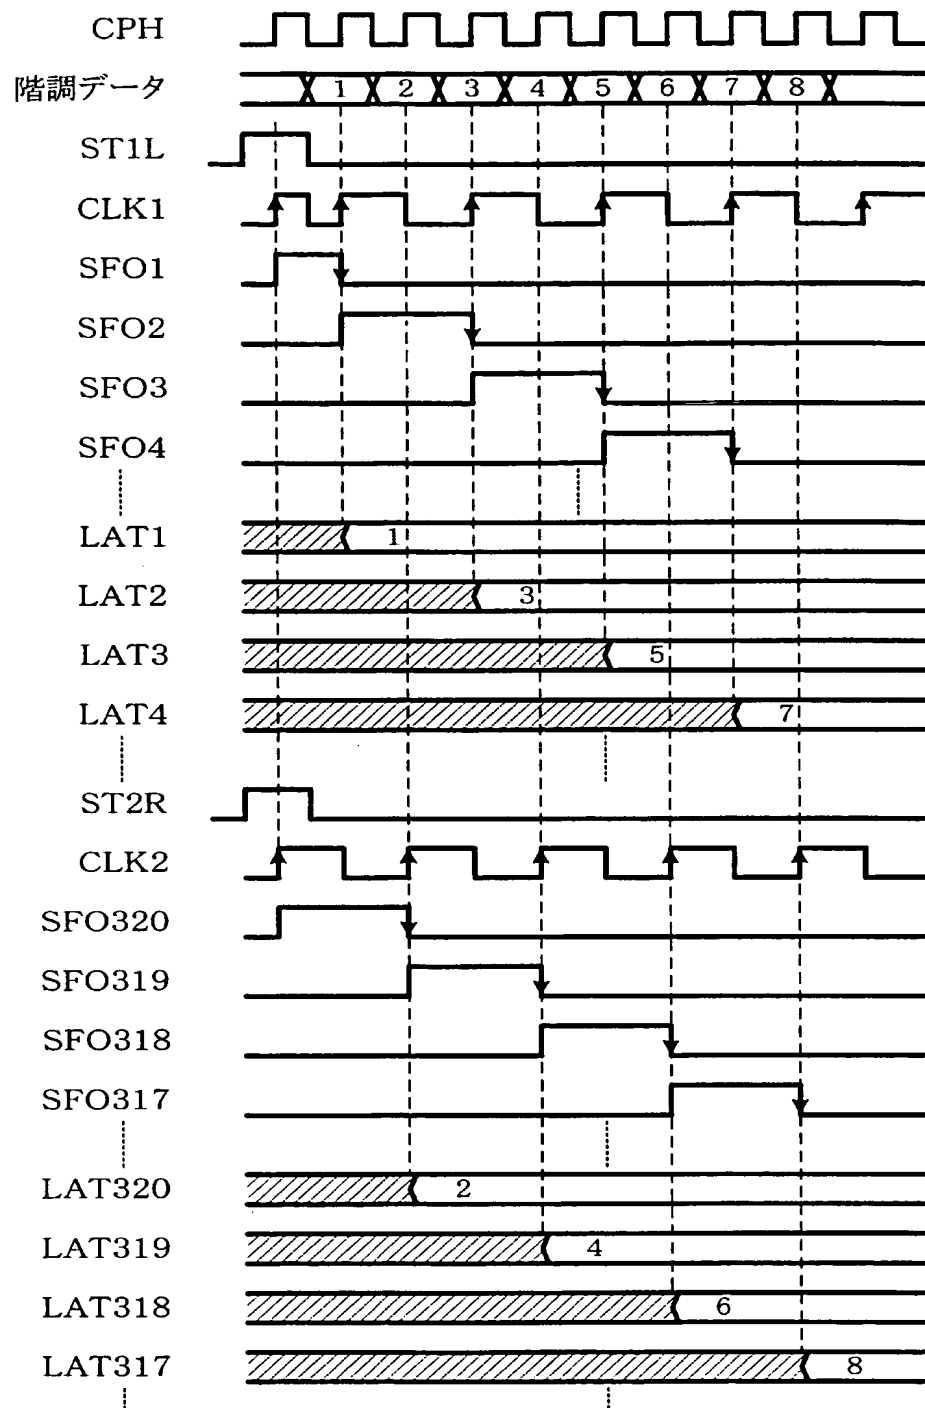 CPH
階調データ 1 2 3 4 5 6 7 8
ST1L
CLK1
SFO1
SFO2
SFO3
SFO4
LAT1 1
LAT2 3
LAT3 5
LAT4 7
ST2R
CLK2
SFO320
SFO319
SFO318
SFO317
LAT320 2
LAT319 4
LAT318 6
LAT317 8